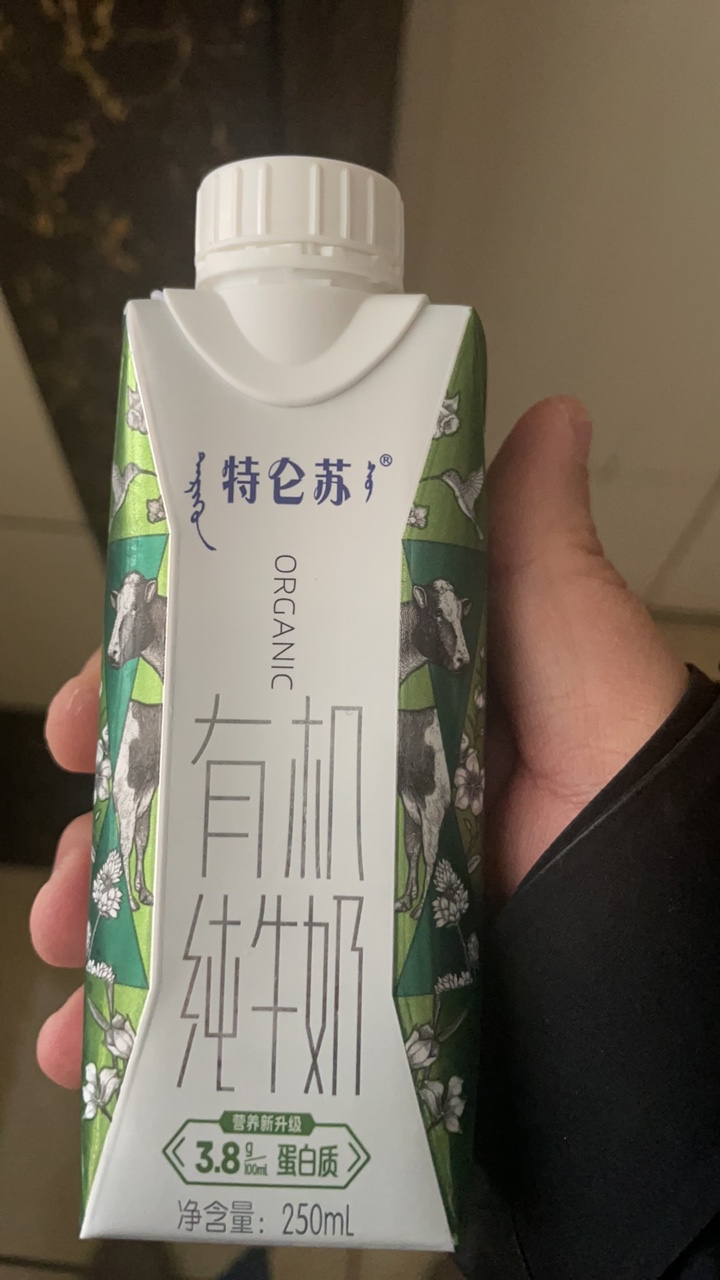 特仑苏®
ORGANIC
有机
纯牛奶
营养新升级
3.8g/100mL 蛋白质
净含量：250mL